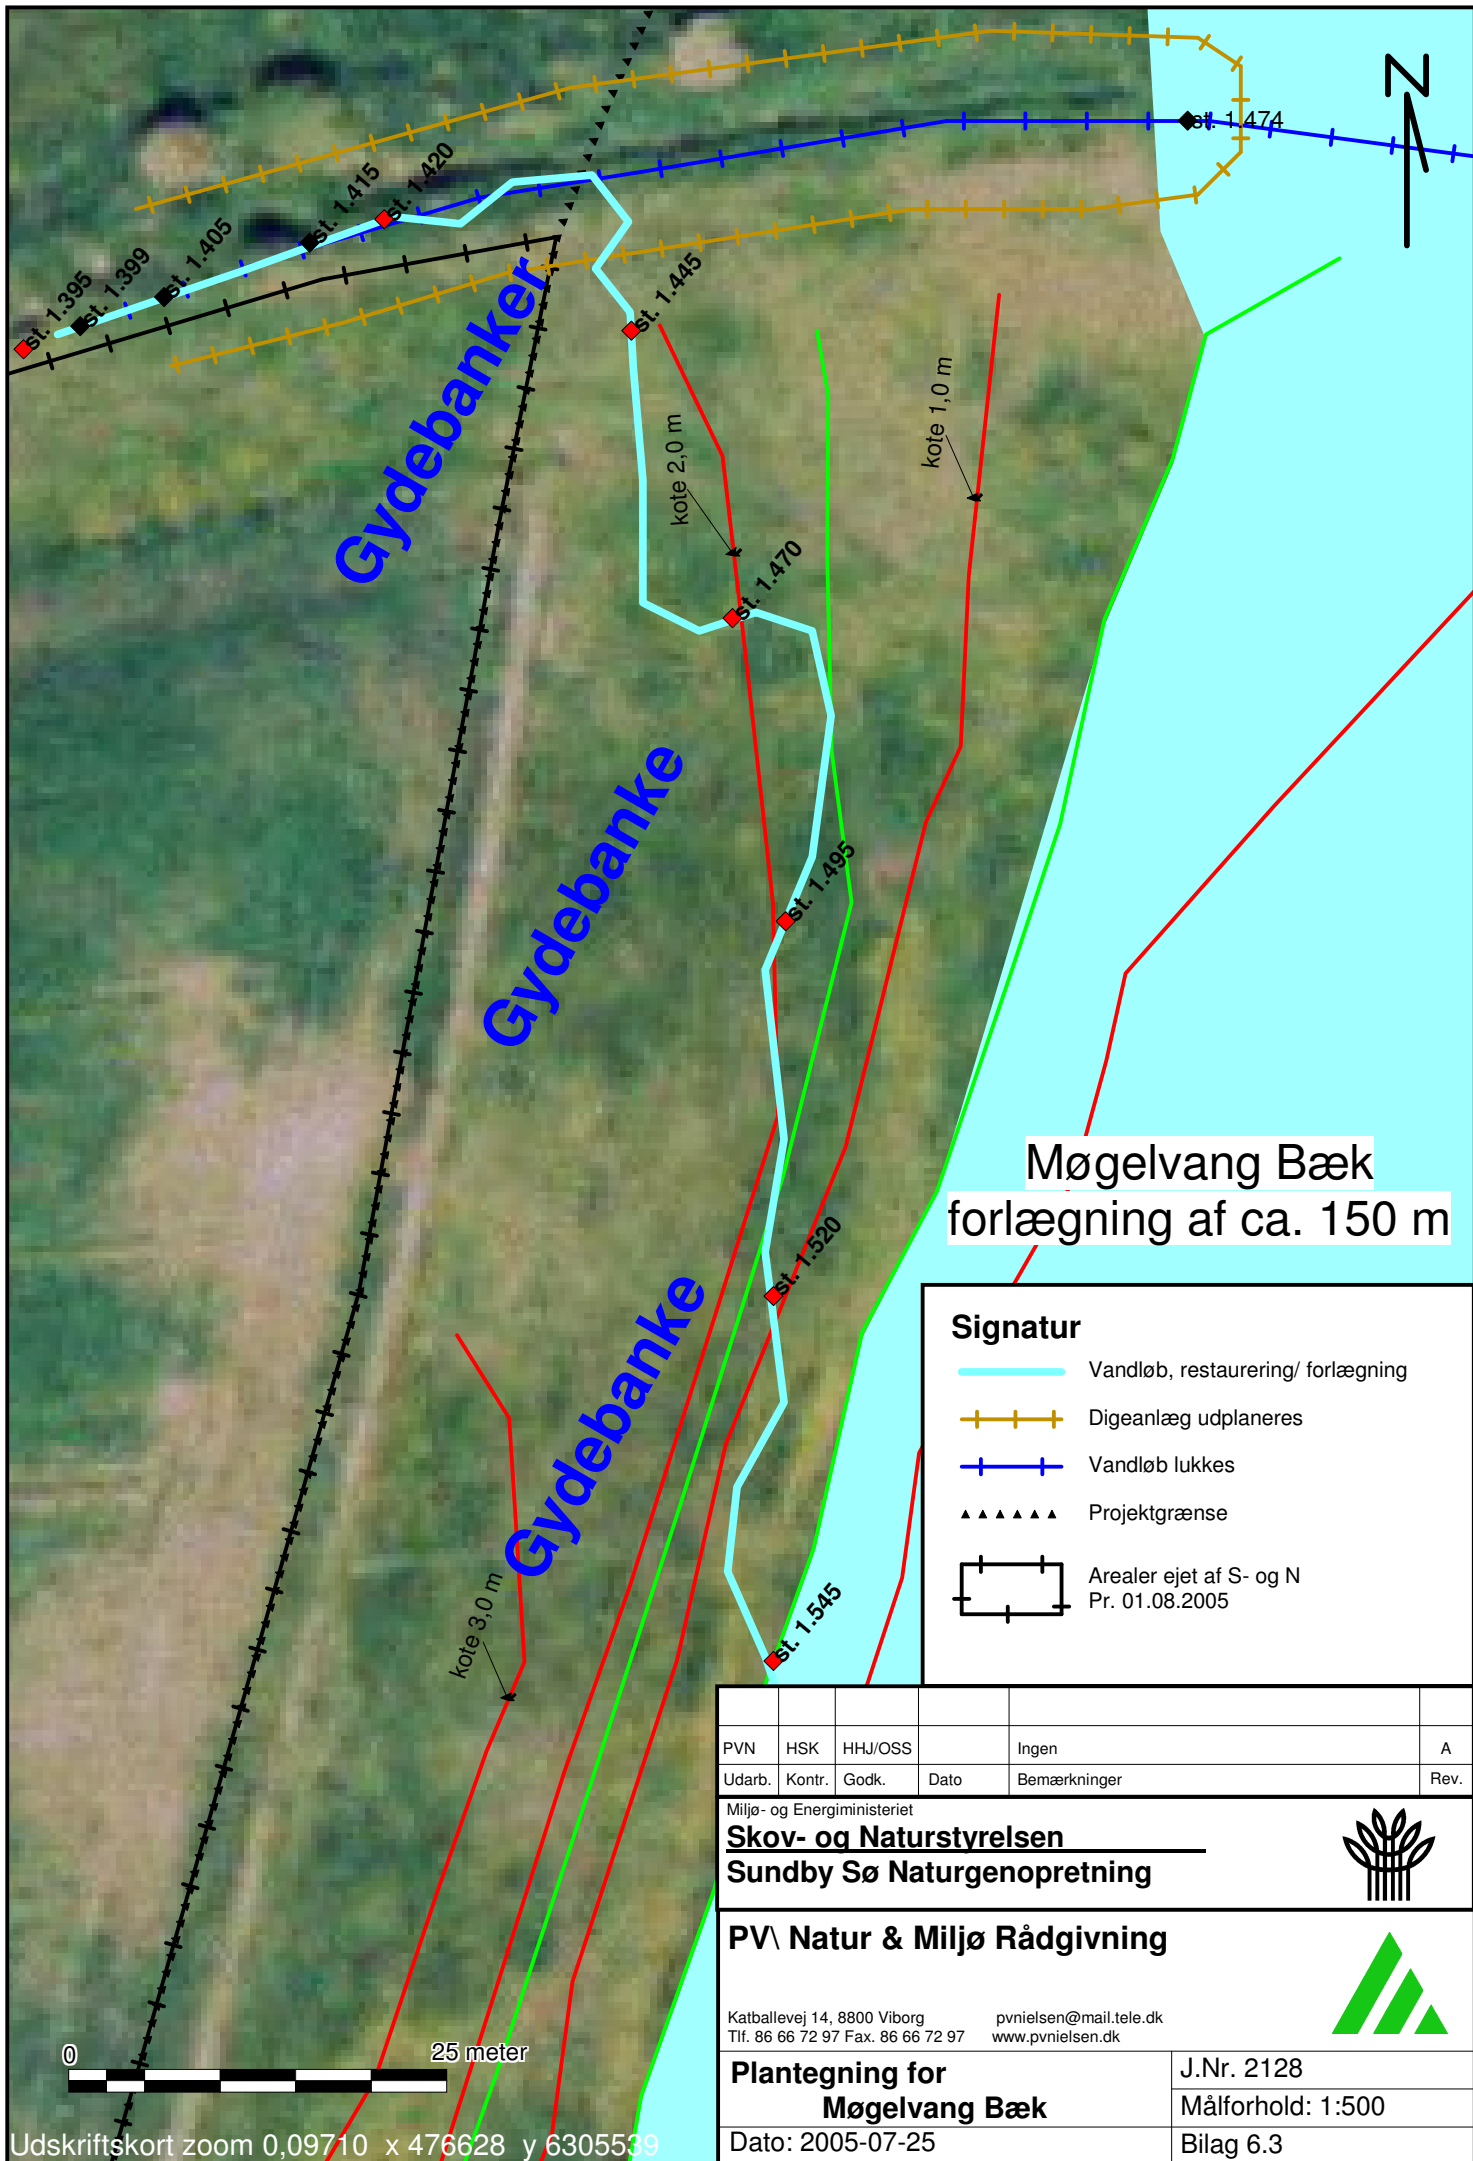 N
st. 1.474
st. 1.420
st. 1.415
st. 1.405
st. 1.399
st. 1.395
st. 1.445
Gydebanker
kote 2,0 m
kote 1,0 m
st. 1.470
Gydebanke
st. 1.495
Møgelvang Bæk
forlægning af ca. 150 m
st. 1.520
Gydebanke
kote 3,0 m
st. 1.545
Signatur
Vandløb, restaurering/ forlægning
Digeanlæg udplaneres
Vandløb lukkes
Projektgrænse
Arealer ejet af S- og N
Pr. 01.08.2005
PVN HSK HHJ/OSS Ingen A
Udarb. Kontr. Godk. Dato Bemærkninger Rev.
Miljø- og Energiministeriet
Skov- og Naturstyrelsen
Sundby Sø Naturgenopretning
PV\ Natur & Miljø Rådgivning
Katballevej 14, 8800 Viborg pvnielsen@mail.tele.dk
Tlf. 86 66 72 97 Fax. 86 66 72 97 www.pvnielsen.dk
Plantegning for
Møgelvang Bæk
J.Nr. 2128
Målforhold: 1:500
Dato: 2005-07-25
Bilag 6.3
0 25 meter
Udskriftskort zoom 0,09710 x 476628 y 6305539